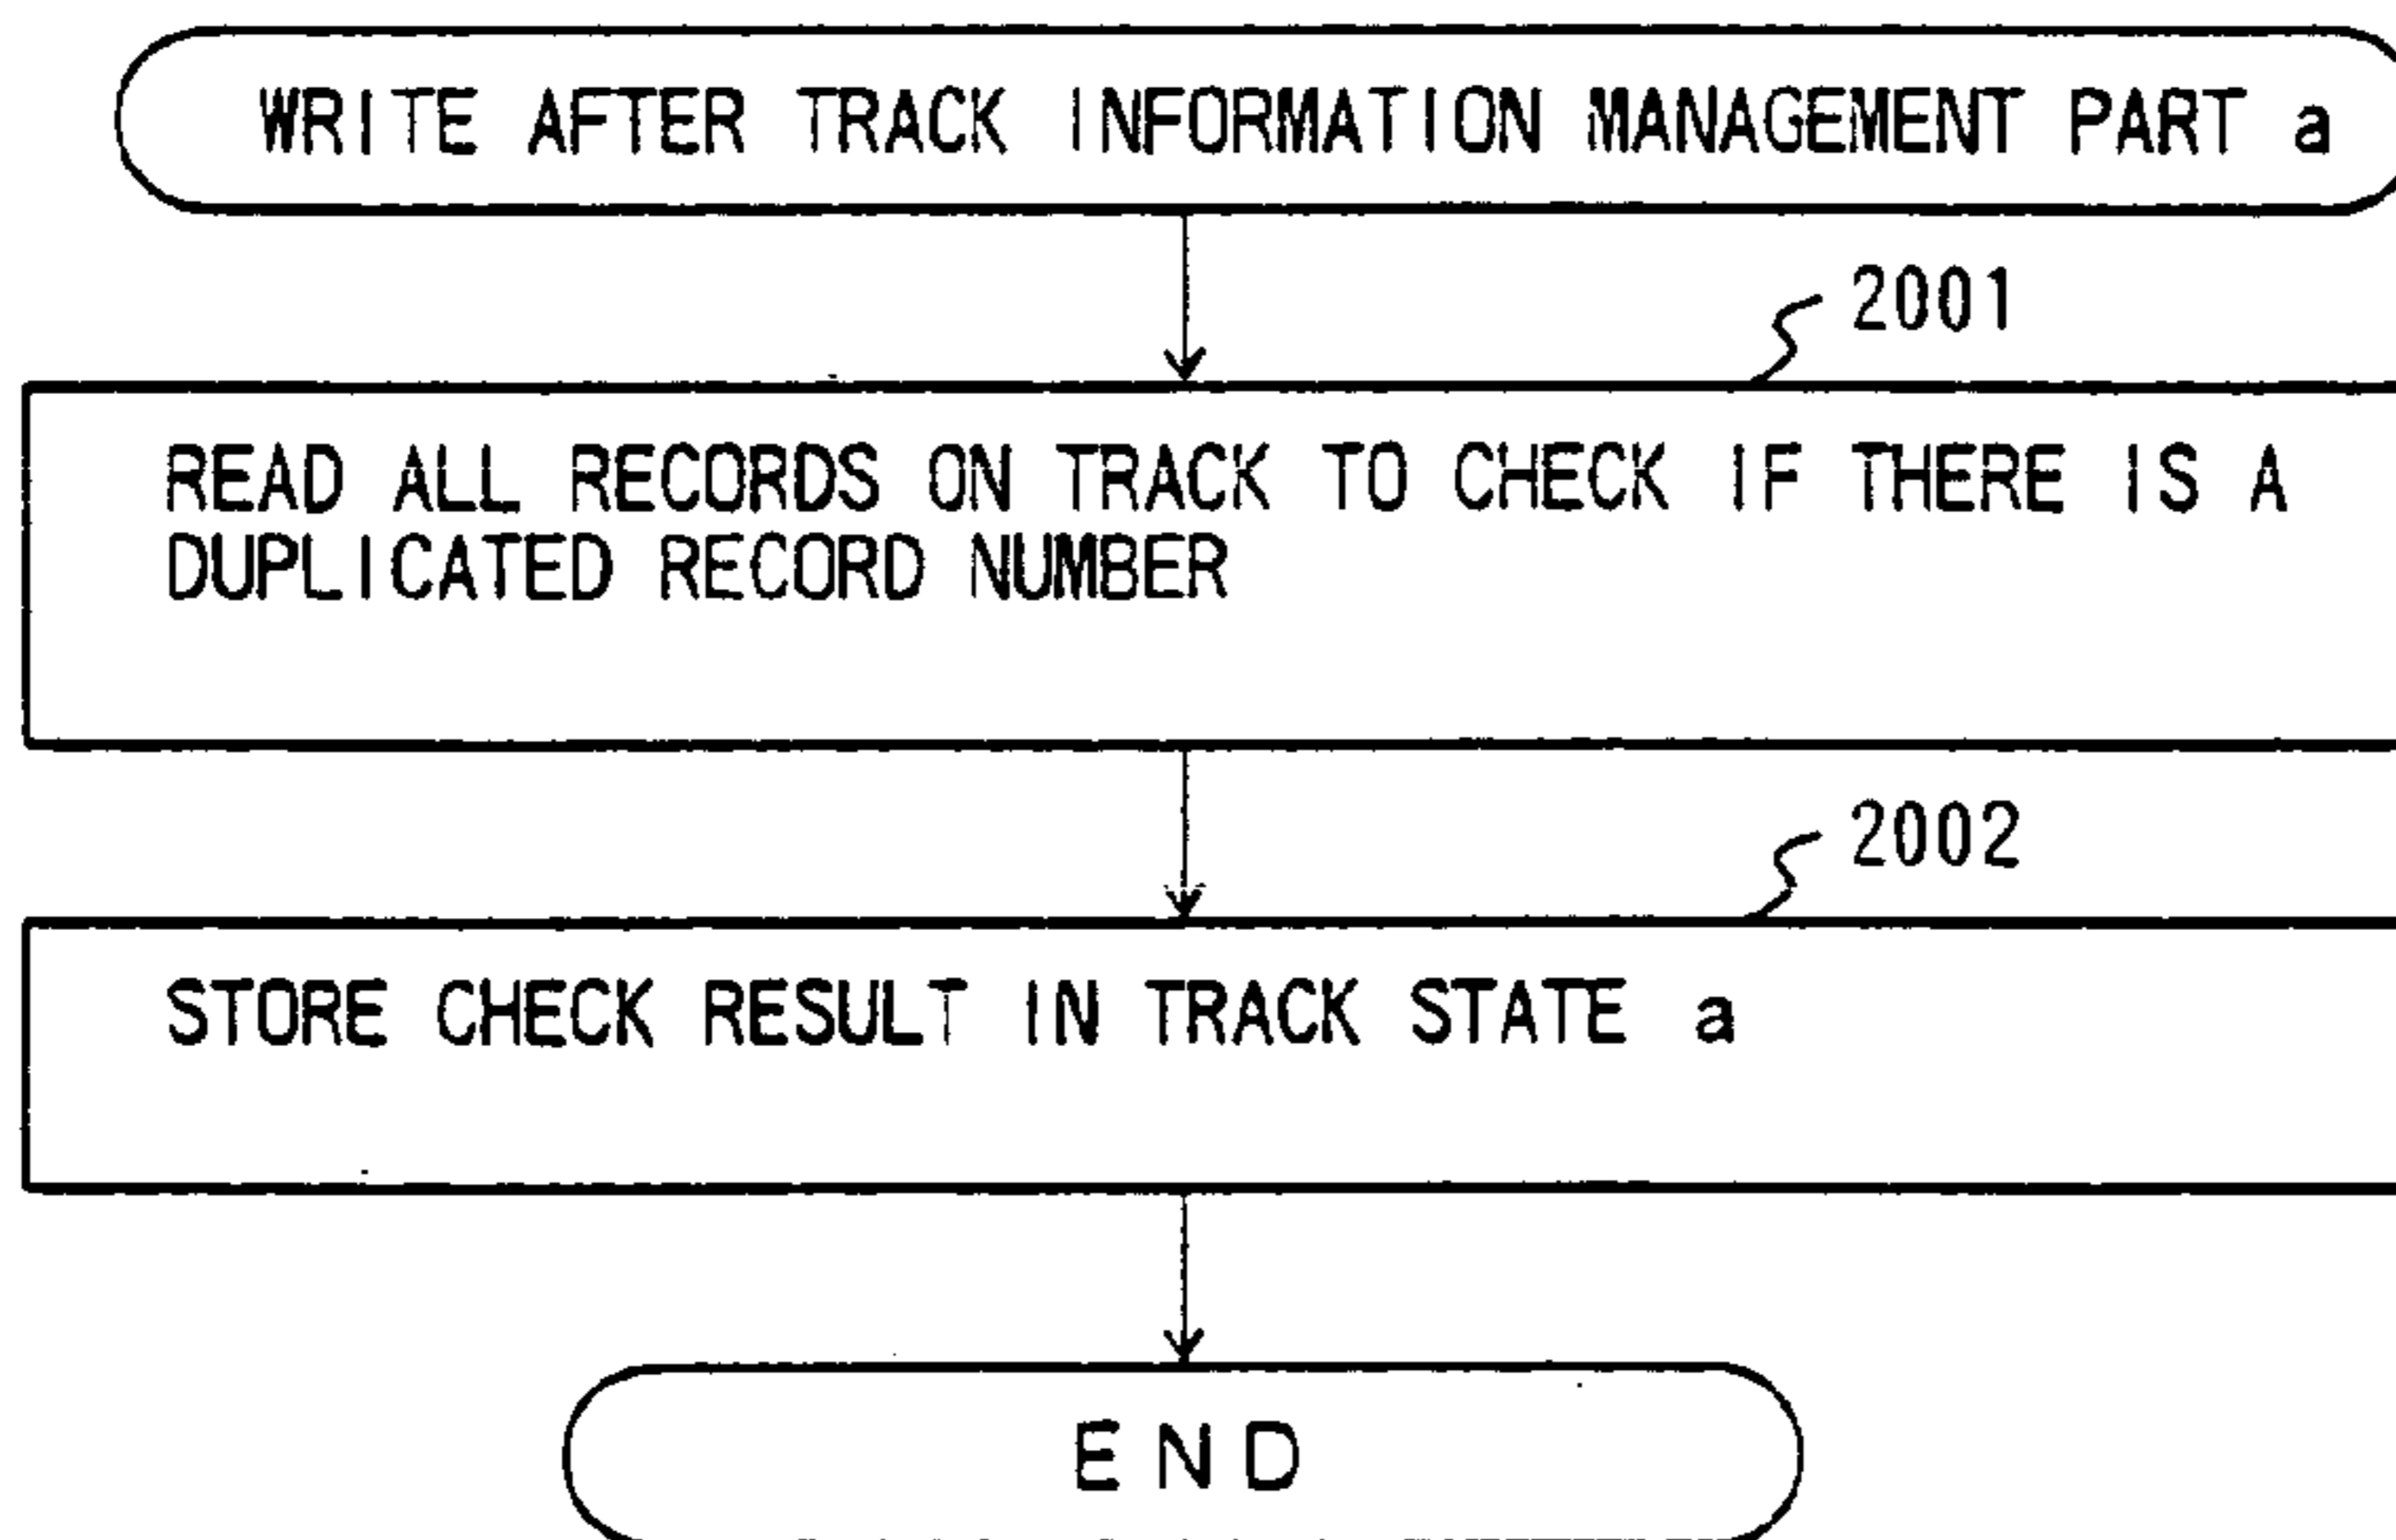 WRITE AFTER TRACK INFORMATION MANAGEMENT PART a
2001
READ ALL RECORDS ON TRACK TO CHECK IF THERE IS A
DUPLICATED RECORD NUMBER
2002
STORE CHECK RESULT IN TRACK STATE a
END